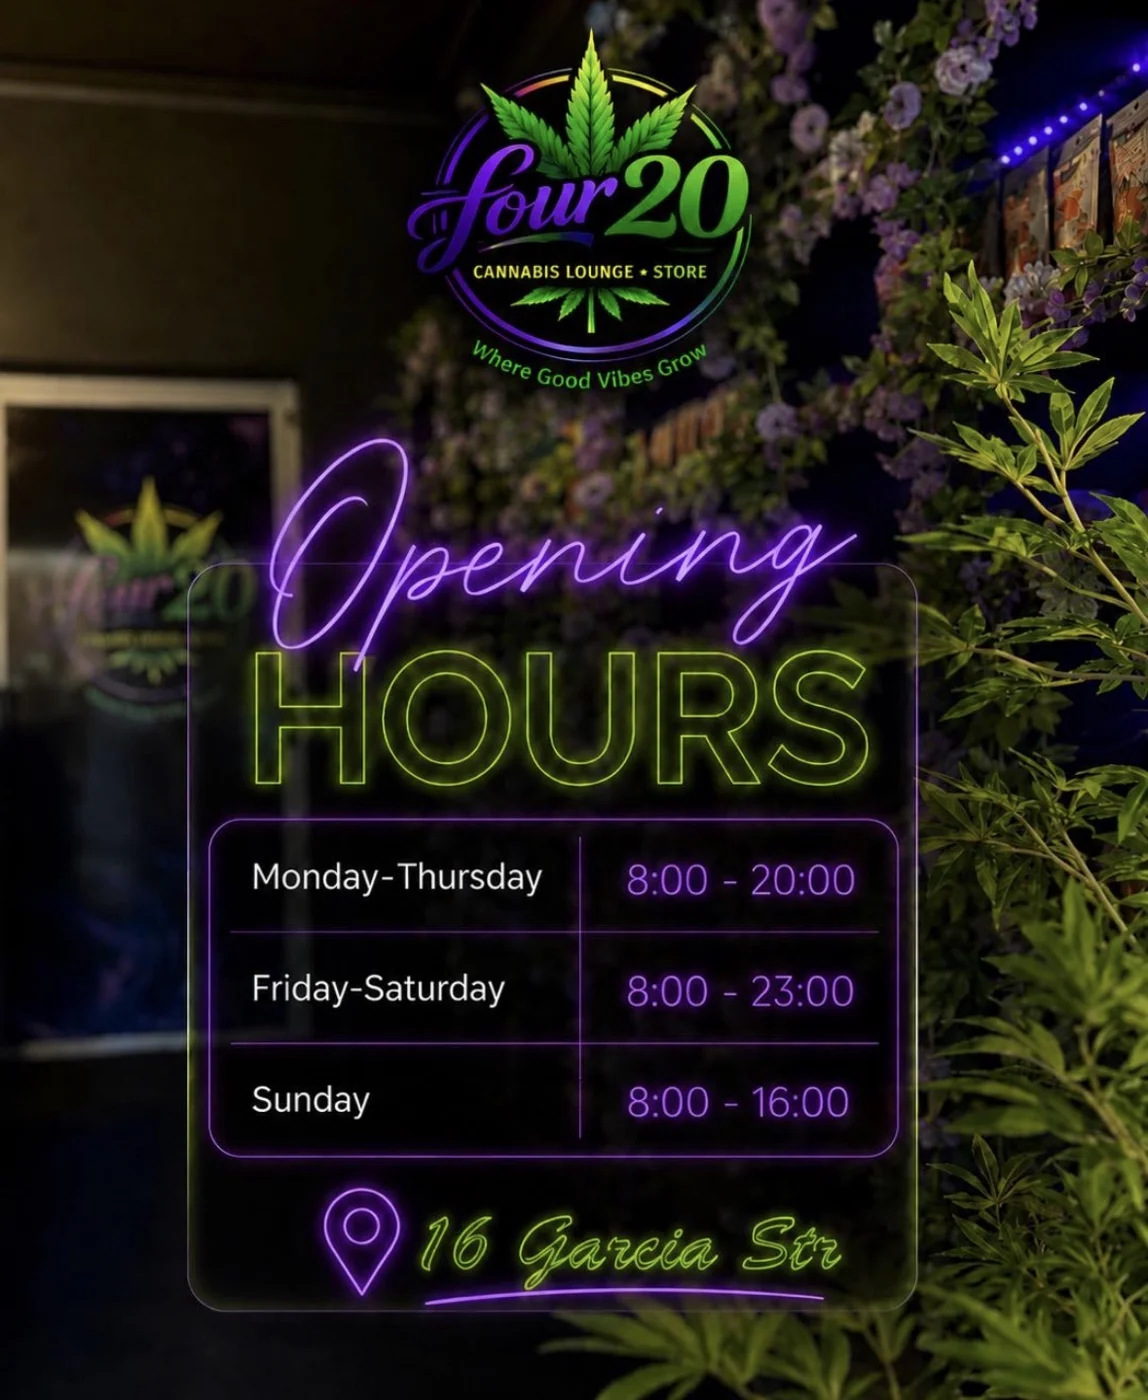 four20
CANNABIS LOUNGE • STORE
Where Good Vibes Grow
Opening
HOURS
Monday-Thursday 8:00 - 20:00
Friday-Saturday 8:00 - 23:00
Sunday 8:00 - 16:00
16 Garcia Str
four20